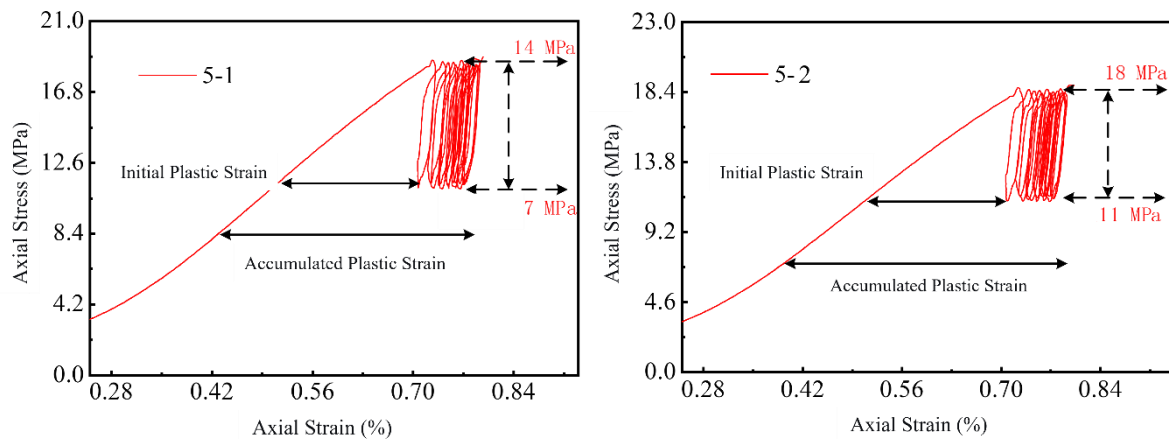 21.0
16.8
12.6
8.4
4.2
0.0
Axial Stress (MPa)
5-1
14 MPa
Initial Plastic Strain
7 MPa
Accumulated Plastic Strain
0.28 0.42 0.56 0.70 0.84
Axial Strain (%)
23.0
18.4
13.8
9.2
4.6
0.0
Axial Stress (MPa)
5-2
18 MPa
Initial Plastic Strain
11 MPa
Accumulated Plastic Strain
0.28 0.42 0.56 0.70 0.84
Axial Strain (%)